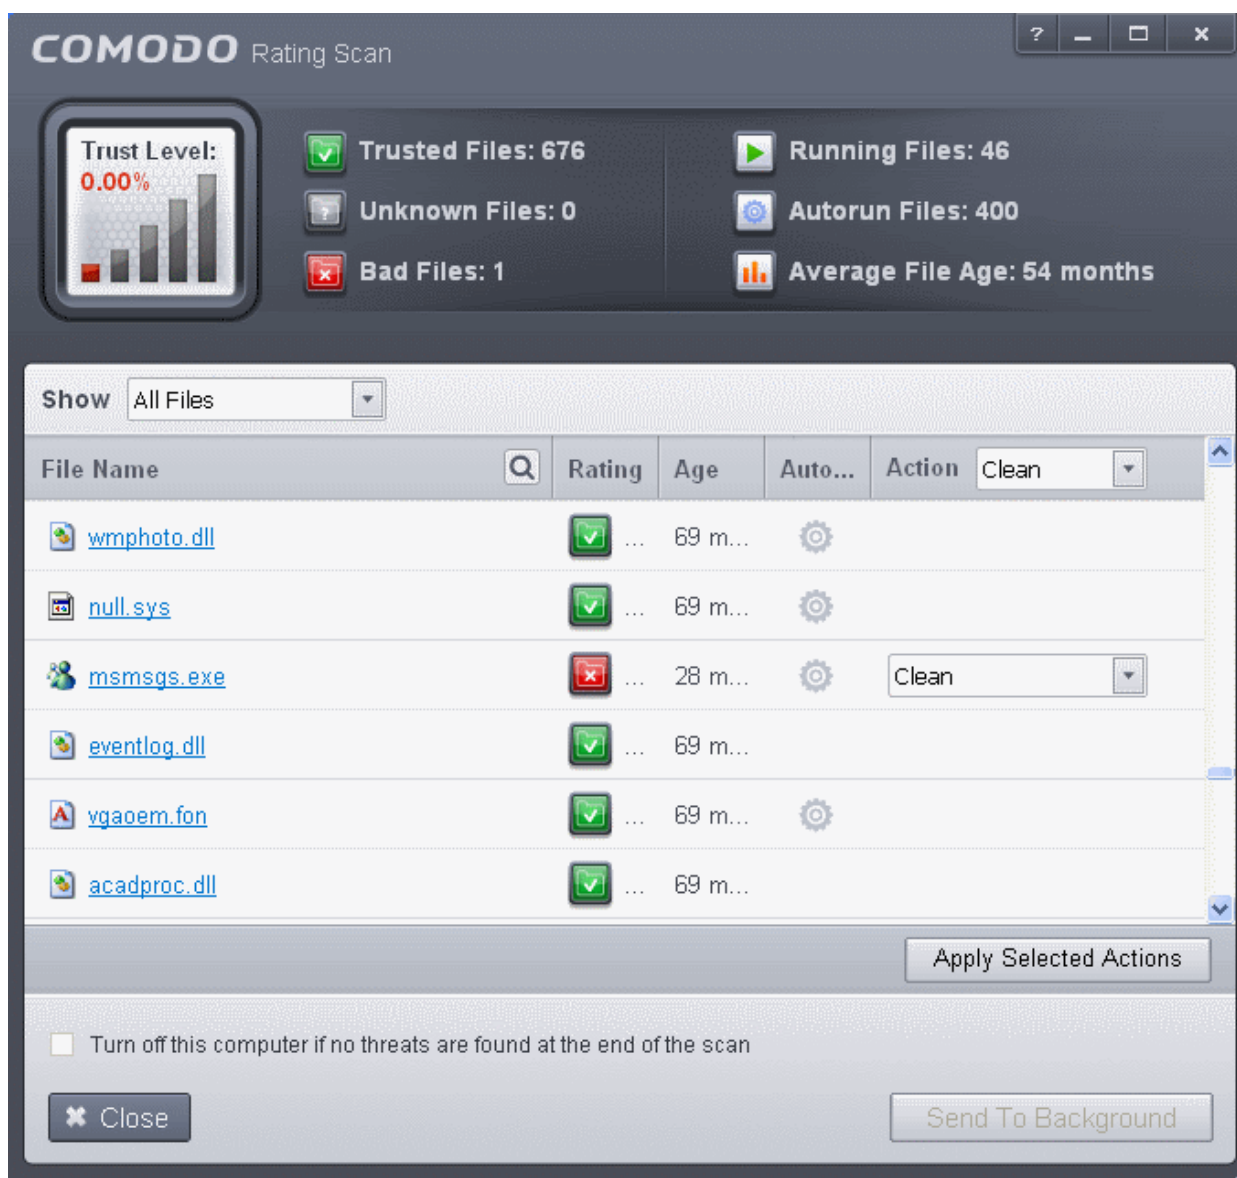 COMODO Rating Scan
?
Trust Level:
0.00%
Trusted Files: 676
Unknown Files: 0
Bad Files: 1
Running Files: 46
Autorun Files: 400
Average File Age: 54 months
Show All Files
File Name Rating Age Auto... Action Clean
wmphoto.dll ... 69 m...
null.sys ... 69 m...
msmsgs.exe ... 28 m... Clean
eventlog.dll ... 69 m...
vgaoem.fon ... 69 m...
acadproc.dll ... 69 m...
Apply Selected Actions
Turn off this computer if no threats are found at the end of the scan
Close
Send To Background